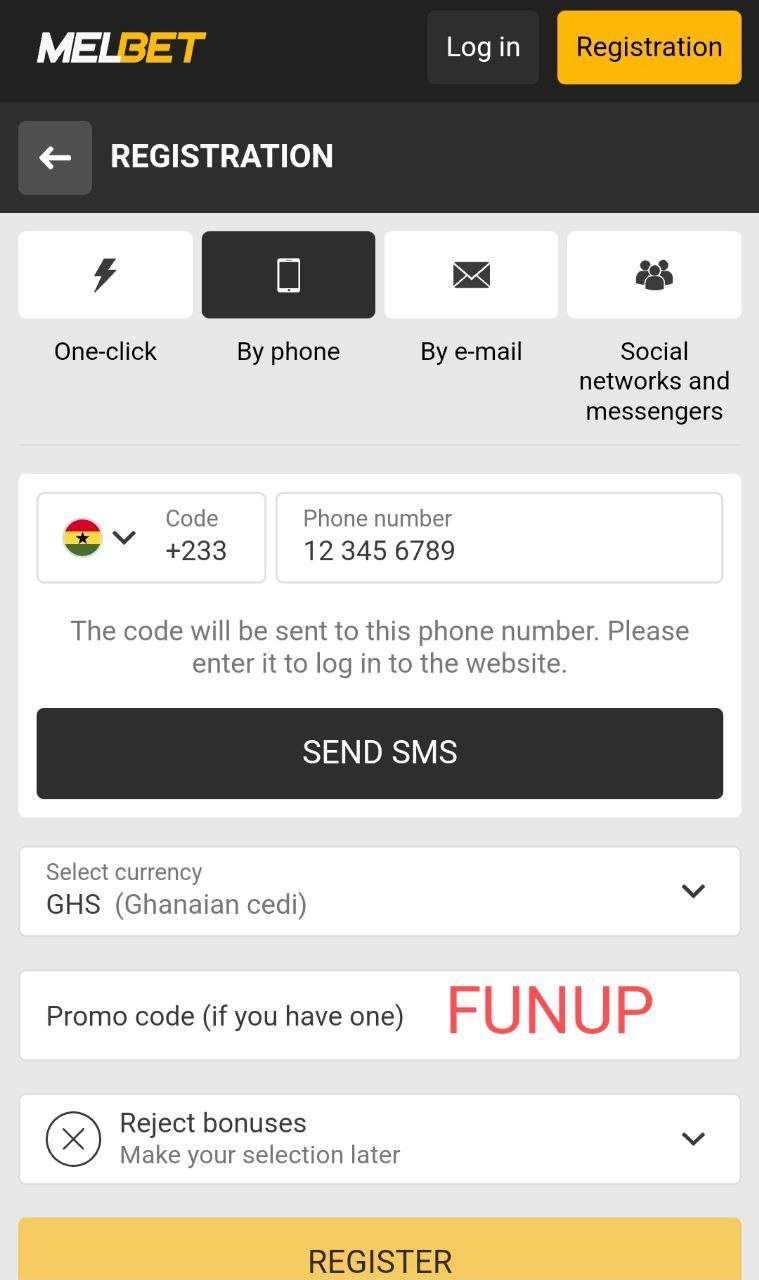 MELBET
Log in
Registration
REGISTRATION
One-click
By phone
By e-mail
Social
networks and
messengers
Code
+233
Phone number
12 345 6789
The code will be sent to this phone number. Please
enter it to log in to the website.
SEND SMS
Select currency
GHS (Ghanaian cedi)
Promo code (if you have one) FUNUP
Reject bonuses
Make your selection later
REGISTER